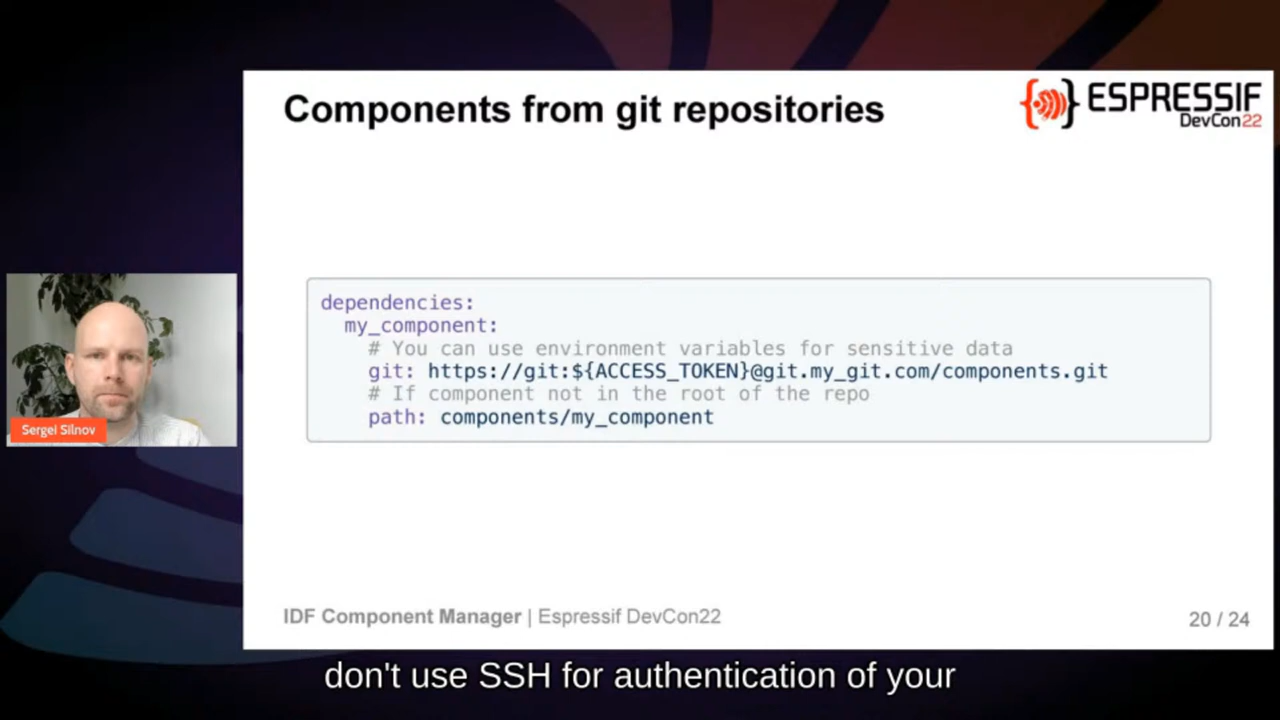 Components from git repositories
ESPRESSIF
DevCon22
dependencies:
my_component:
# You can use environment variables for sensitive data
git: https://git:${ACCESS_TOKEN}@git.my_git.com/components.git
# If component not in the root of the repo
path: components/my_component
Sergei Silnov
IDF Component Manager | Espressif DevCon22
20 / 24
don't use SSH for authentication of your